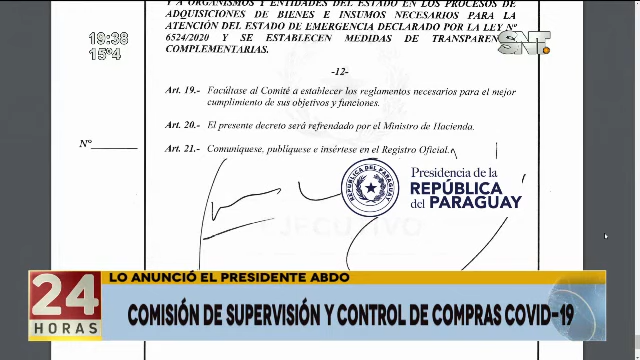 Y A ORGANISMOS Y ENTIDADES DEL ESTADO EN LOS PROCESOS DE
ADQUISICIONES DE BIENES E INSUMOS NECESARIOS PARA LA
ATENCIÓN DEL ESTADO DE EMERGENCIA DECLARADO POR LA LEY Nº
6524/2020 Y SE ESTABLECEN MEDIDAS DE TRANSPARENCIA
COMPLEMENTARIAS.
19:38
15°4
SNT
-12-
Art. 19.- Facúltase al Comité a establecer los reglamentos necesarios para el mejor
cumplimiento de sus objetivos y funciones.
Art. 20.- El presente decreto será refrendado por el Ministro de Hacienda.
Nº
Art. 21.- Comuníquese, publíquese e insértese en el Registro Oficial.
REPÚBLICA DEL PARAGUAY
Presidencia de la
REPÚBLICA
del PARAGUAY
LO ANUNCIÓ EL PRESIDENTE ABDO
24
HORAS
COMISIÓN DE SUPERVISIÓN Y CONTROL DE COMPRAS COVID-19